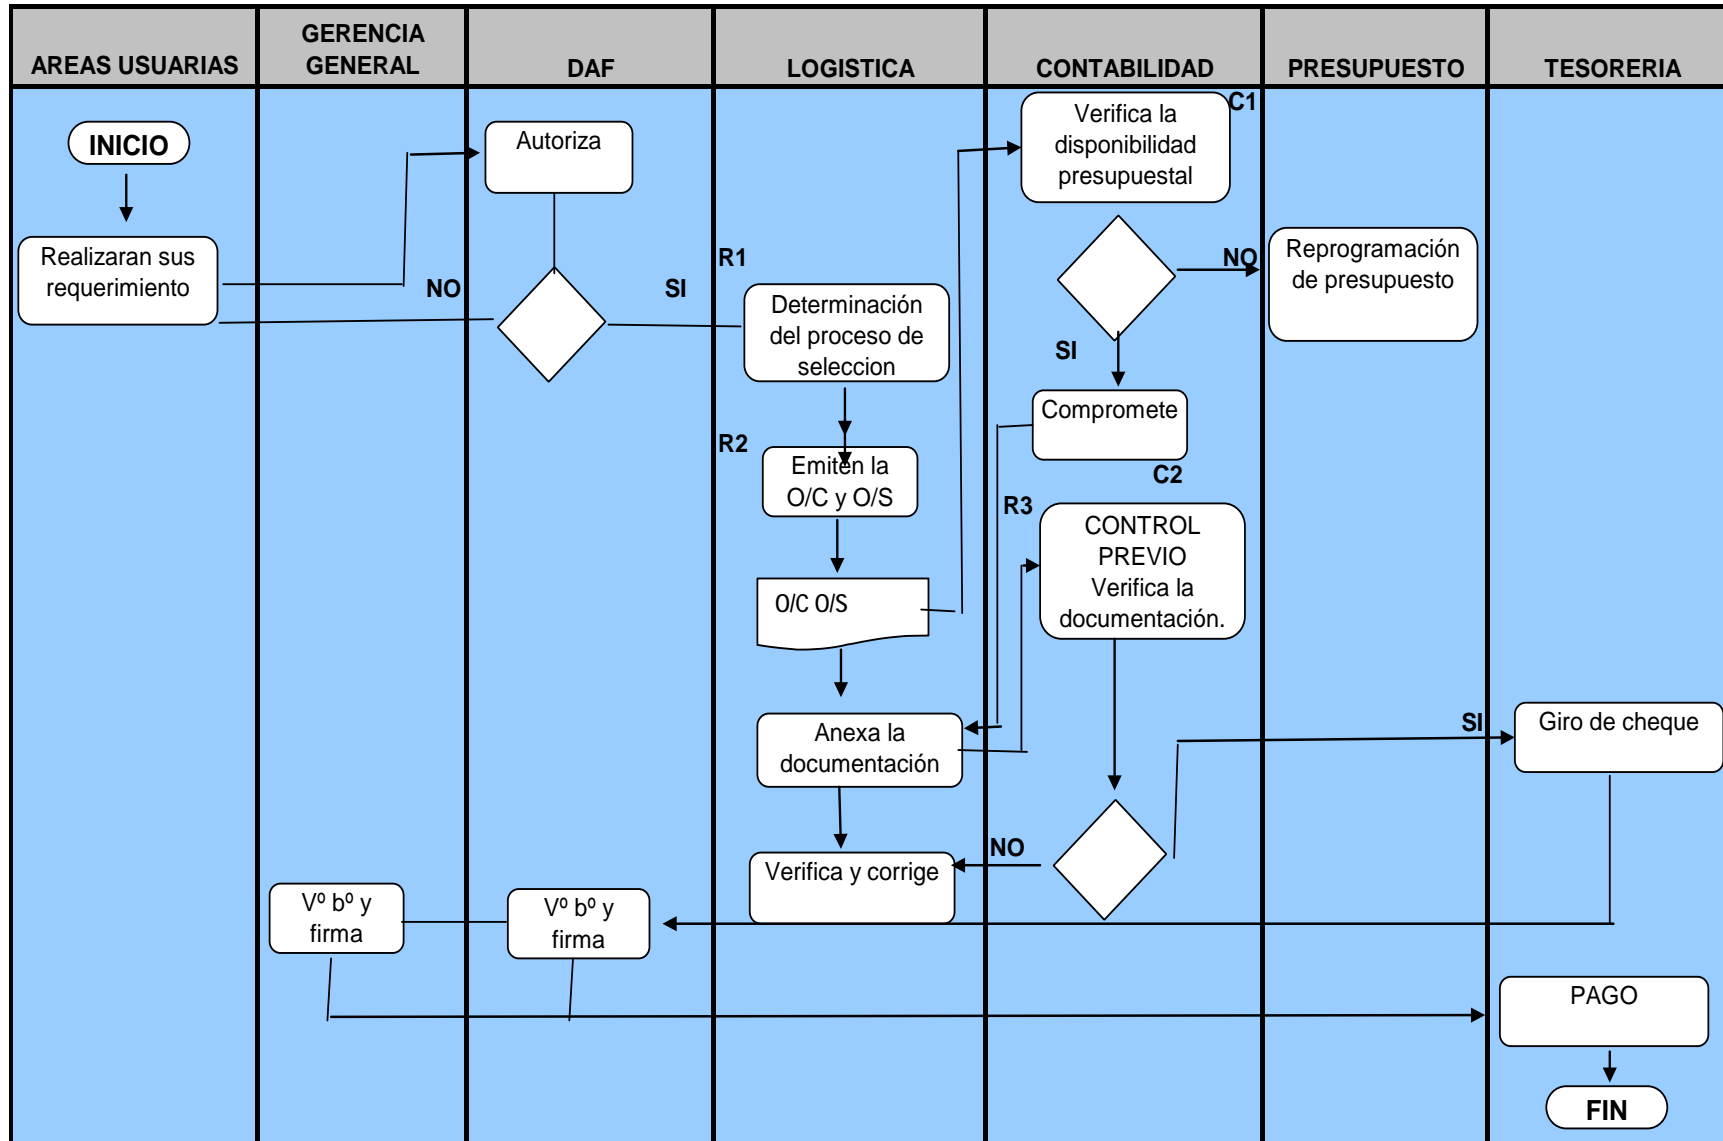 AREAS USUARIAS
GERENCIA
GENERAL
DAF
LOGISTICA
CONTABILIDAD
PRESUPUESTO
TESORERIA
INICIO
Realizaran sus
requerimiento
Autoriza
NO
SI
R1
Determinación
del proceso de
seleccion
R2
Emiten la
O/C y O/S
O/C O/S
Anexa la
documentación
Verifica y corrige
C1
Verifica la
disponibilidad
presupuestal
NO
SI
Reprogramación
de presupuesto
Compromete
C2
R3
CONTROL
PREVIO
Verifica la
documentación.
NO
SI
Giro de cheque
Vº bº y
firma
Vº bº y
firma
PAGO
FIN